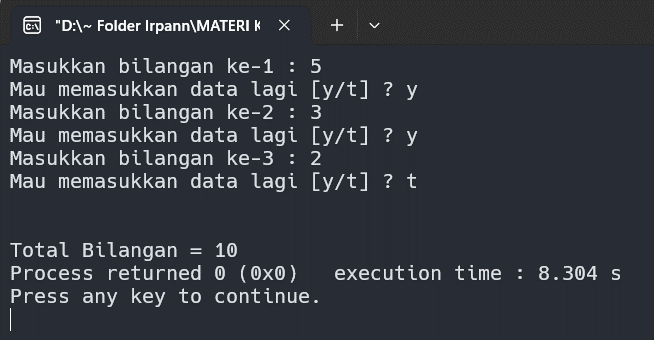 "D:\~ Folder Irpann\MATERI K
Masukkan bilangan ke-1 : 5
Mau memasukkan data lagi [y/t] ? y
Masukkan bilangan ke-2 : 3
Mau memasukkan data lagi [y/t] ? y
Masukkan bilangan ke-3 : 2
Mau memasukkan data lagi [y/t] ? t
Total Bilangan = 10
Process returned 0 (0x0)   execution time : 8.304 s
Press any key to continue.